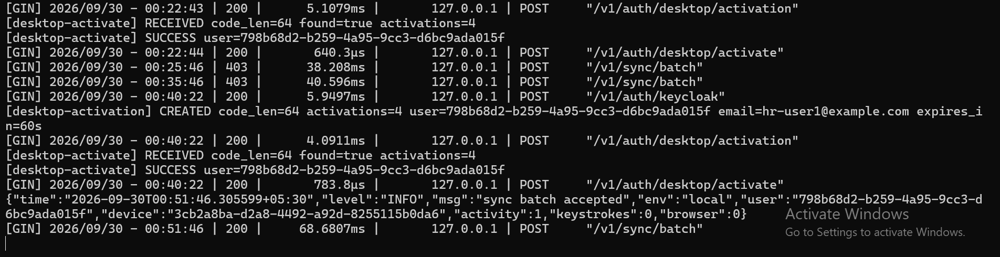 [GIN] 2026/09/30 - 00:22:43 | 200 |      5.1079ms |       127.0.0.1 | POST     "/v1/auth/desktop/activation"
[desktop-activate] RECEIVED code_len=64 found=true activations=4
[desktop-activate] SUCCESS user=798b68d2-b259-4a95-9cc3-d6bc9ada015f
[GIN] 2026/09/30 - 00:22:44 | 200 |       640.3µs |       127.0.0.1 | POST     "/v1/auth/desktop/activate"
[GIN] 2026/09/30 - 00:25:46 | 403 |      38.208ms |       127.0.0.1 | POST     "/v1/sync/batch"
[GIN] 2026/09/30 - 00:35:46 | 403 |      40.596ms |       127.0.0.1 | POST     "/v1/sync/batch"
[GIN] 2026/09/30 - 00:40:22 | 200 |      5.9497ms |       127.0.0.1 | POST     "/v1/auth/keycloak"
[desktop-activation] CREATED code_len=64 activations=4 user=798b68d2-b259-4a95-9cc3-d6bc9ada015f email=hr-user1@example.com expires_i
n=60s
[GIN] 2026/09/30 - 00:40:22 | 200 |      4.0911ms |       127.0.0.1 | POST     "/v1/auth/desktop/activation"
[desktop-activate] RECEIVED code_len=64 found=true activations=4
[desktop-activate] SUCCESS user=798b68d2-b259-4a95-9cc3-d6bc9ada015f
[GIN] 2026/09/30 - 00:40:22 | 200 |       783.8µs |       127.0.0.1 | POST     "/v1/auth/desktop/activate"
{"time":"2026-09-30T00:51:46.305599+05:30","level":"INFO","msg":"sync batch accepted","env":"local","user":"798b68d2-b259-4a95-9cc3-d
6bc9ada015f","device":"3cb2a8ba-d2a8-4492-a92d-8255115b0da6","activity":1,"keystrokes":0,"browser":0}
[GIN] 2026/09/30 - 00:51:46 | 200 |     68.6807ms |       127.0.0.1 | POST     "/v1/sync/batch"
Activate Windows
Go to Settings to activate Windows.